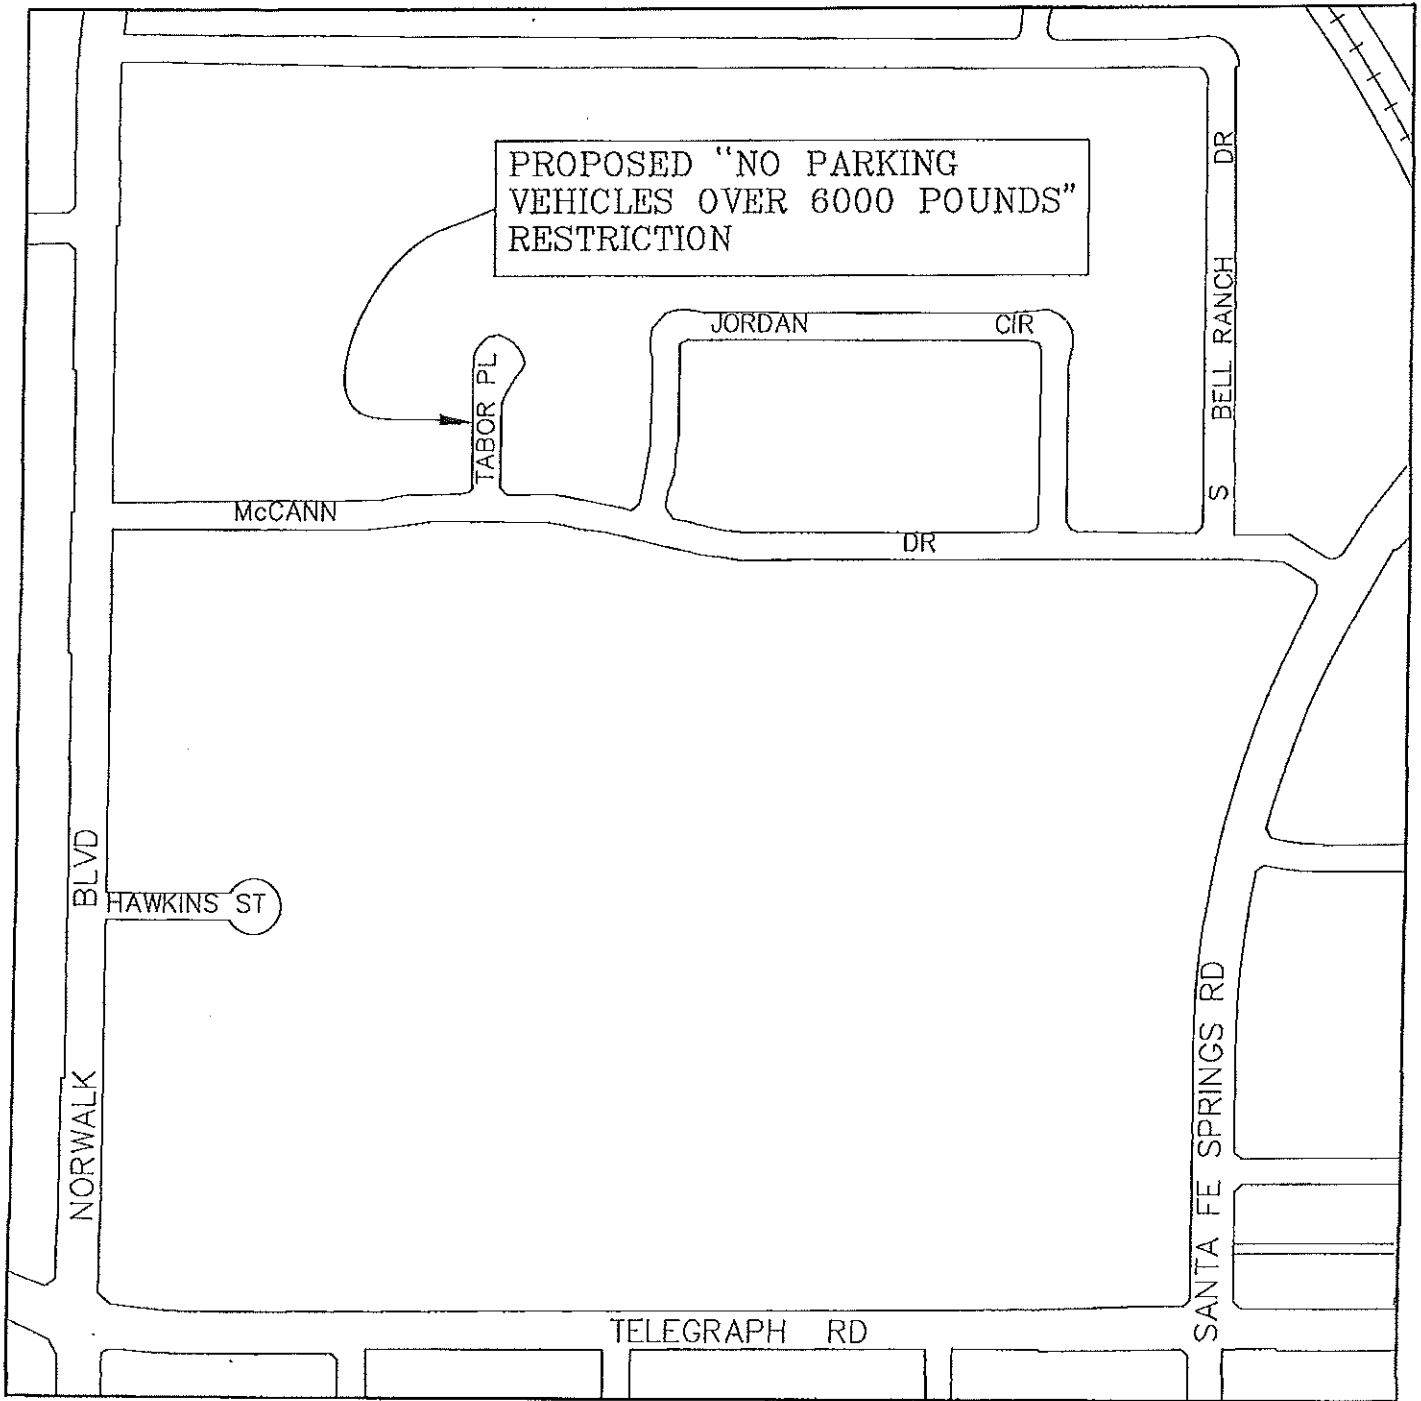 PROPOSED "NO PARKING
VEHICLES OVER 6000 POUNDS"
RESTRICTION
JORDAN CIR
TABOR PL
S BELL RANCH DR
McCANN DR
NORWALK BLVD
HAWKINS ST
SANTA FE SPRINGS RD
TELEGRAPH RD